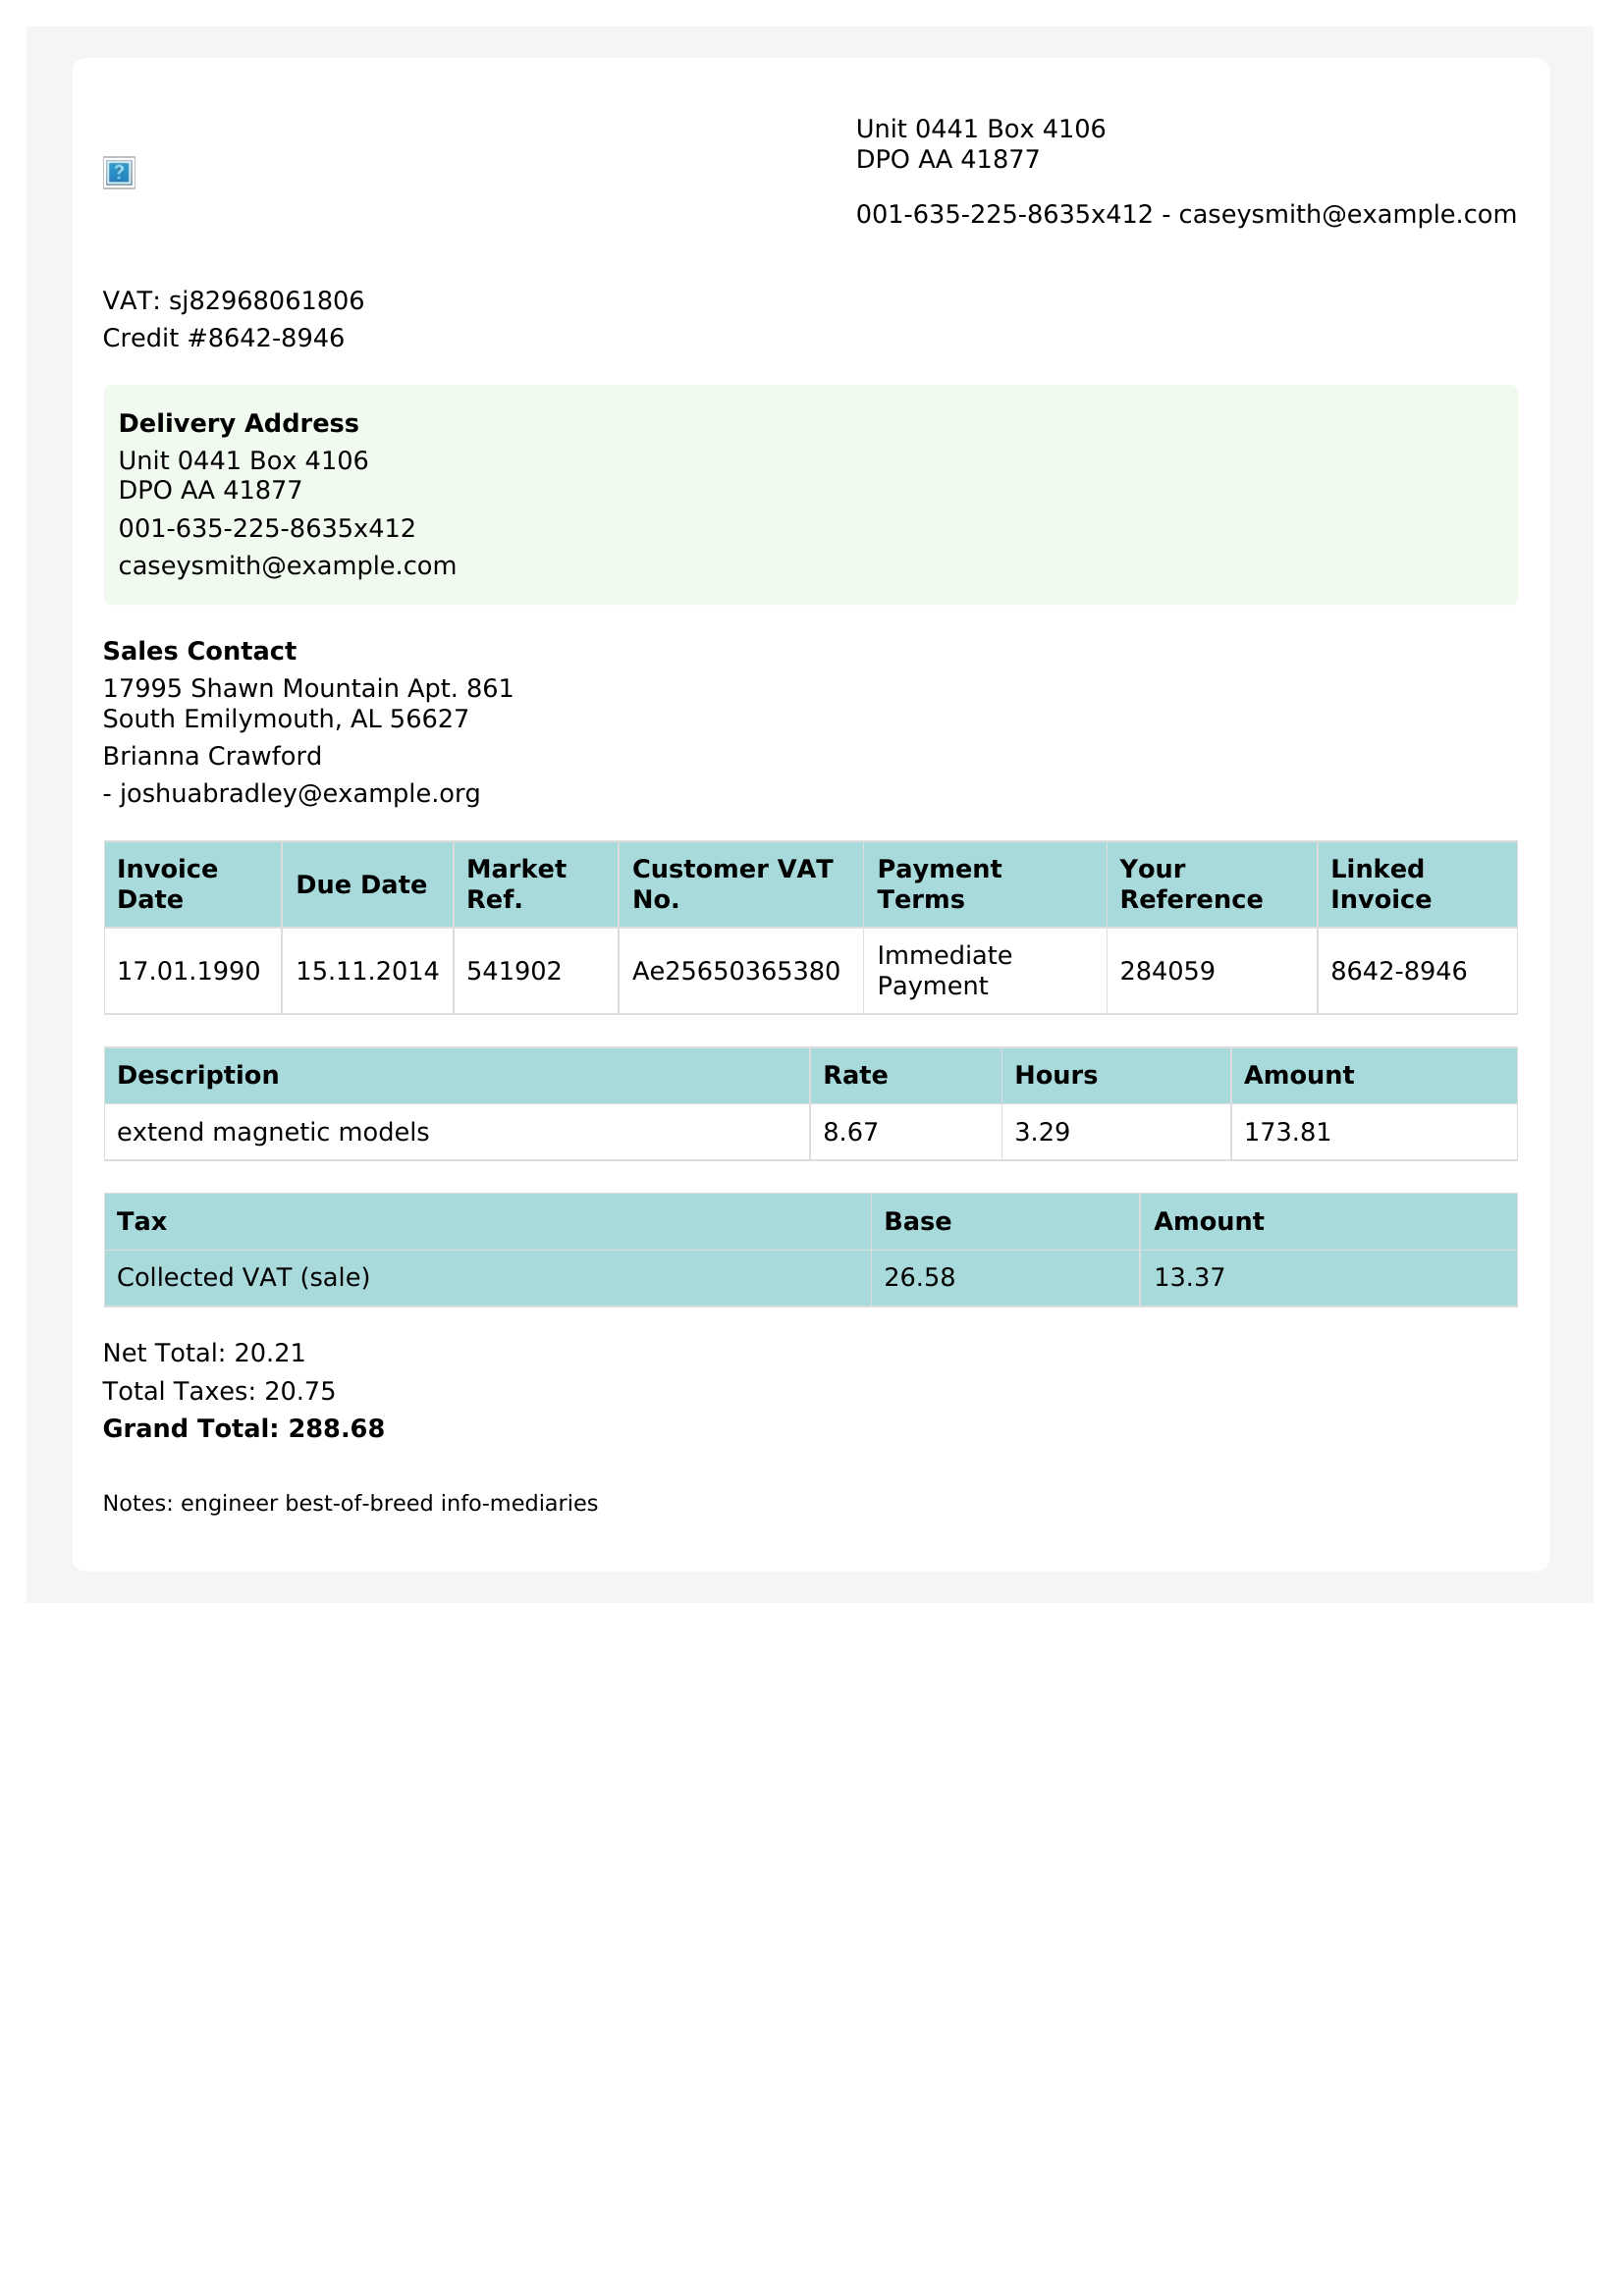 Unit 0441 Box 4106
DPO AA 41877
001-635-225-8635x412 - caseysmith@example.com
VAT: sj82968061806
Credit #8642-8946
Delivery Address
Unit 0441 Box 4106
DPO AA 41877
001-635-225-8635x412
caseysmith@example.com
Sales Contact
17995 Shawn Mountain Apt. 861
South Emilymouth, AL 56627
Brianna Crawford
- joshuabradley@example.org
Invoice Date Due Date Market Ref. Customer VAT No. Payment Terms Your Reference Linked Invoice
17.01.1990 15.11.2014 541902 Ae25650365380 Immediate Payment 284059 8642-8946
Description Rate Hours Amount
extend magnetic models 8.67 3.29 173.81
Tax Base Amount
Collected VAT (sale) 26.58 13.37
Net Total: 20.21
Total Taxes: 20.75
Grand Total: 288.68
Notes: engineer best-of-breed info-mediaries